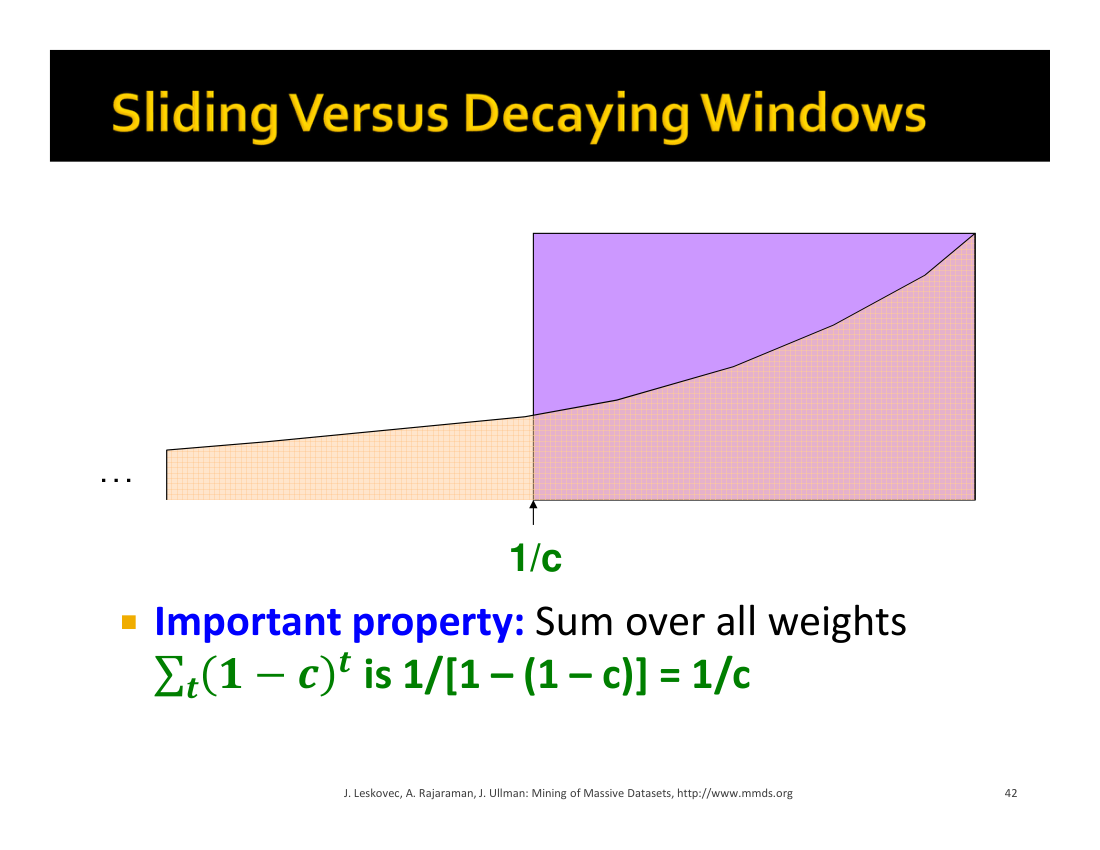 Sliding Versus Decaying Windows
…
1/c
Important property: Sum over all weights
∑ₜ(1 − c)ᵗ is 1/[1 – (1 – c)] = 1/c
J. Leskovec, A. Rajaraman, J. Ullman: Mining of Massive Datasets, http://www.mmds.org
42